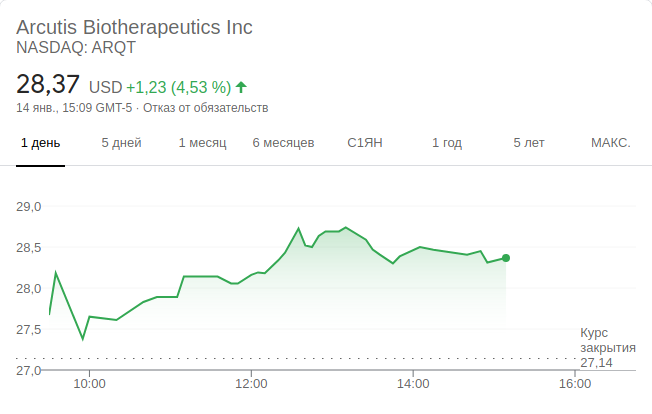 Arcutis Biotherapeutics Inc
NASDAQ: ARQT
28,37 USD +1,23 (4,53 %)
14 янв., 15:09 GMT-5 · Отказ от обязательств
1 день 5 дней 1 месяц 6 месяцев С1ЯН 1 год 5 лет МАКС.
29,0
28,5
28,0
27,5
Курс
закрытия
27,14
27,0
10:00 12:00 14:00 16:00